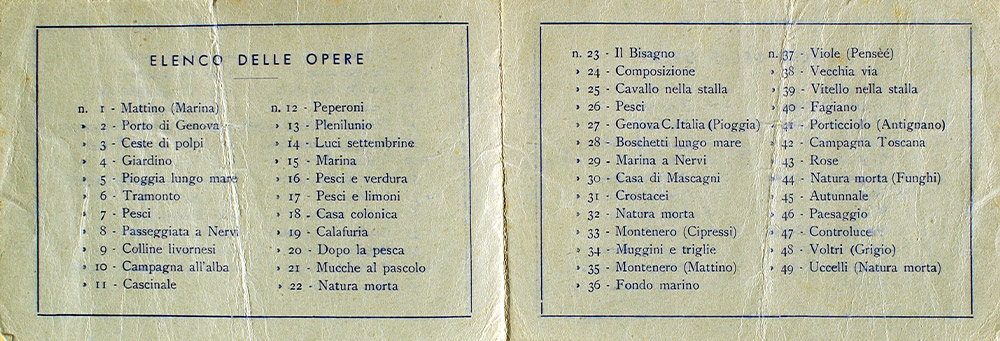 ELENCO DELLE OPERE
n. 1 - Mattino (Marina)
» 2 - Porto di Genova
» 3 - Ceste di polpi
» 4 - Giardino
» 5 - Pioggia lungo mare
» 6 - Tramonto
» 7 - Pesci
» 8 - Passeggiata a Nervi
» 9 - Colline livornesi
» 10 - Campagna all'alba
» 11 - Cascinale
n. 12 - Peperoni
» 13 - Plenilunio
» 14 - Luci settembrine
» 15 - Marina
» 16 - Pesci e verdura
» 17 - Pesci e limoni
» 18 - Casa colonica
» 19 - Calafuria
» 20 - Dopo la pesca
» 21 - Mucche al pascolo
» 22 - Natura morta
n. 23 - Il Bisagno
» 24 - Composizione
» 25 - Cavallo nella stalla
» 26 - Pesci
» 27 - Genova C. Italia (Pioggia)
» 28 - Boschetti lungo mare
» 29 - Marina a Nervi
» 30 - Casa di Mascagni
» 31 - Crostacei
» 32 - Natura morta
» 33 - Montenero (Cipressi)
» 34 - Muggini e triglie
» 35 - Montenero (Mattino)
» 36 - Fondo marino
n. 37 - Viole (Pensèé)
» 38 - Vecchia via
» 39 - Vitello nella stalla
» 40 - Fagiano
» 41 - Porticciolo (Antignano)
» 42 - Campagna Toscana
» 43 - Rose
» 44 - Natura morta (Funghi)
» 45 - Autunnale
» 46 - Paesaggio
» 47 - Controluce
» 48 - Voltri (Grigio)
» 49 - Uccelli (Natura morta)